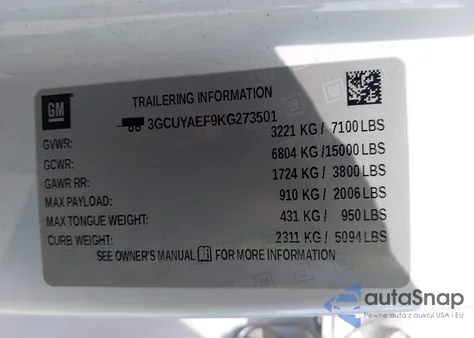 TRAILERING INFORMATION
GM
3GCUYAEF9KG273501
GVWR: 3221 KG / 7100 LBS
GCWR: 6804 KG / 15000 LBS
GAWR RR: 1724 KG / 3800 LBS
MAX PAYLOAD: 910 KG / 2006 LBS
MAX TONGUE WEIGHT: 431 KG / 950 LBS
CURB WEIGHT: 2311 KG / 5094 LBS
SEE OWNER'S MANUAL FOR MORE INFORMATION
autaSnap
Pewne auta z aukcji USA i EU